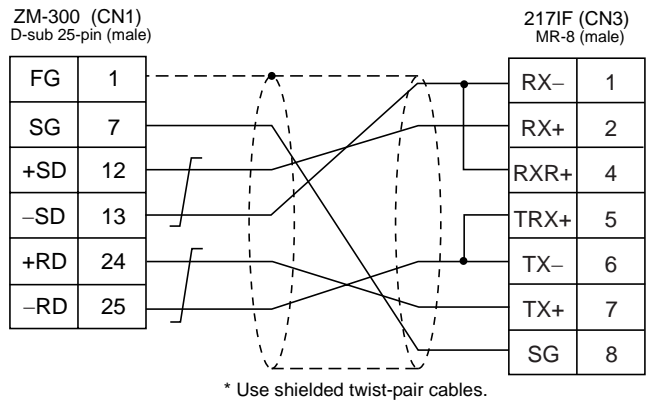 ZM-300 (CN1)
D-sub 25-pin (male)
217IF (CN3)
MR-8 (male)
FG 1
SG 7
+SD 12
−SD 13
+RD 24
−RD 25
RX− 1
RX+ 2
RXR+ 4
TRX+ 5
TX− 6
TX+ 7
SG 8
* Use shielded twist-pair cables.